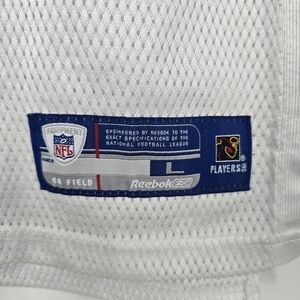 EQUIPMENT
NFL
ENGINEERED BY REEBOK TO THE
EXACT SPECIFICATIONS OF THE
NATIONAL FOOTBALL LEAGUE
L
ON FIELD
Reebok
PLAYERS INC